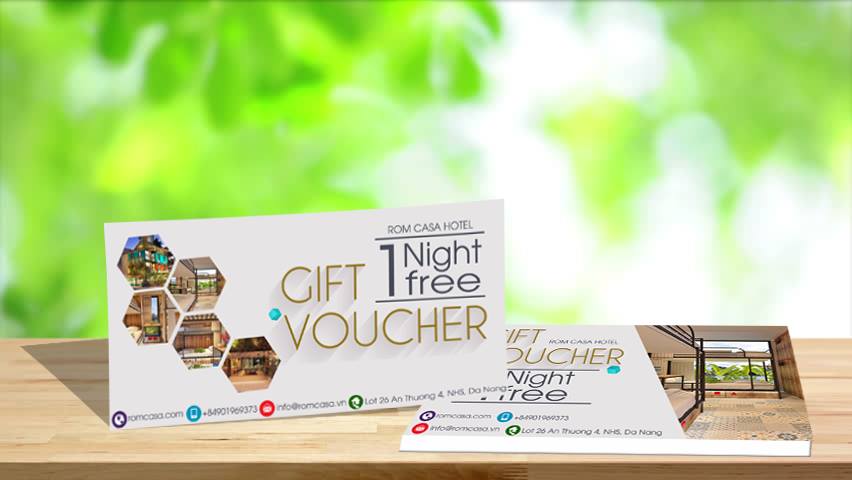 ROM CASA HOTEL
1 Night free
GIFT VOUCHER
romcasa.com +84901969373 info@romcasa.vn Lot 26 An Thuong 4, NHS, Da Nang
ROM CASA HOTEL
Night
free
romcasa.com +84901969373
info@romcasa.vn Lot 26 An Thuong 4, NHS, Da Nang